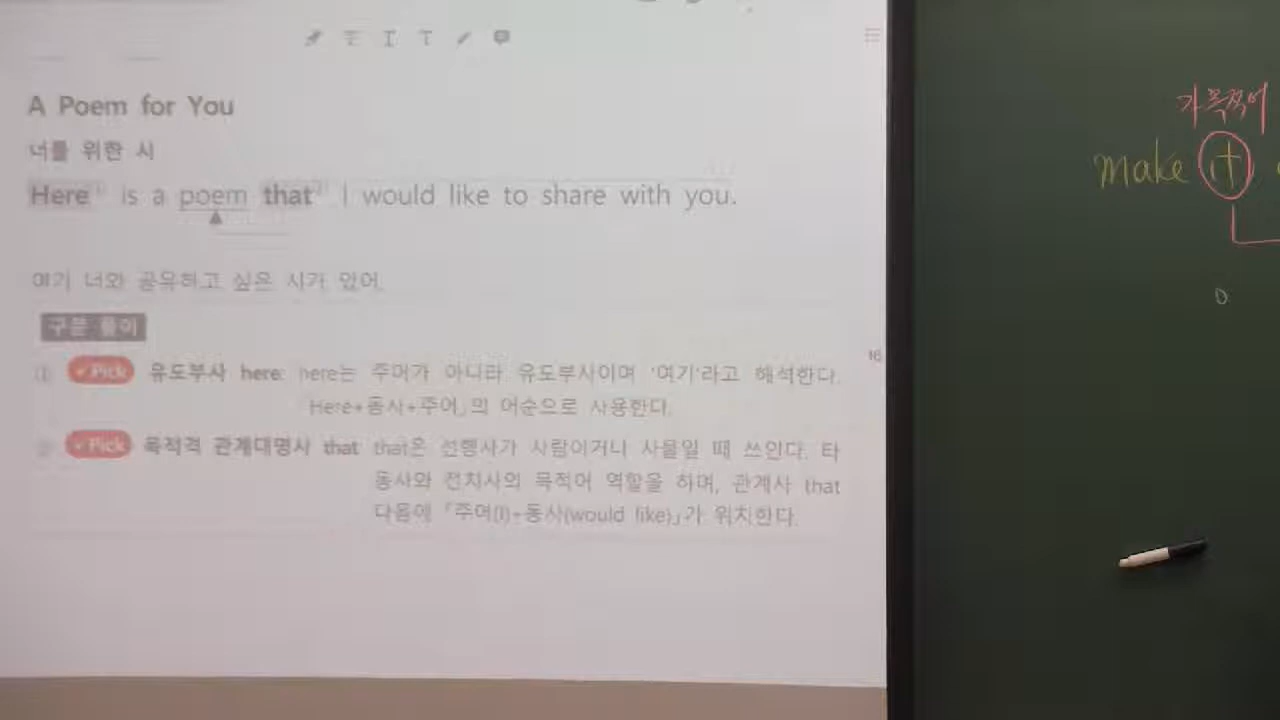 A Poem for You
너를 위한 시
Here① is a poem that② I would like to share with you.
여기 너와 공유하고 싶은 시가 있어.
구문 풀이
① ✓Pick 유도부사 here: here는 주어가 아니라 유도부사이며 '여기'라고 해석한다.
Here+동사+주어」의 어순으로 사용한다.
② ✓Pick 목적격 관계대명사 that that은 선행사가 사람이거나 사물일 때 쓰인다. 타
동사와 전치사의 목적어 역할을 하며, 관계사 that
다음에 「주어(I)+동사(would like)」가 위치한다.
16
가목적어
make it